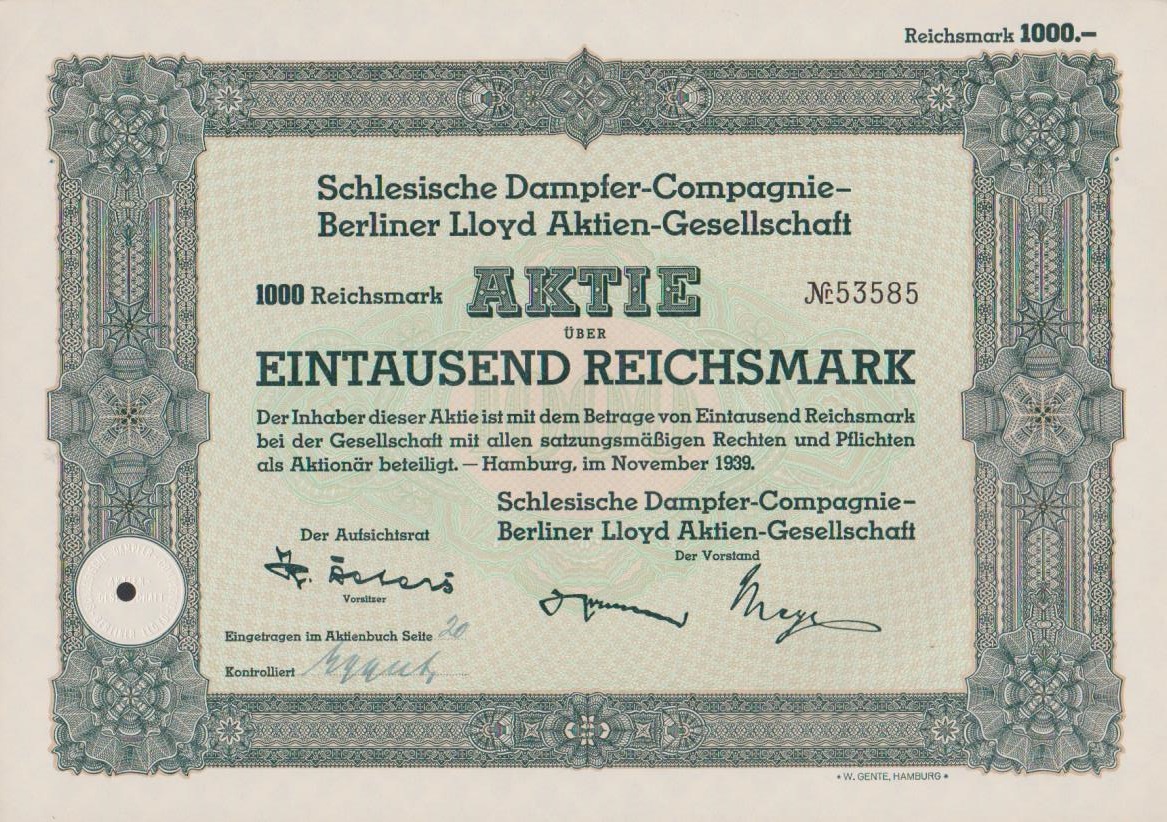 Reichsmark 1000.–
Schlesische Dampfer-Compagnie–
Berliner Lloyd Aktien-Gesellschaft
1000 Reichsmark AKTIE Nr. 53585
ÜBER
EINTAUSEND REICHSMARK
Der Inhaber dieser Aktie ist mit dem Betrage von Eintausend Reichsmark
bei der Gesellschaft mit allen satzungsmäßigen Rechten und Pflichten
als Aktionär beteiligt. — Hamburg, im November 1939.
Schlesische Dampfer-Compagnie–
Berliner Lloyd Aktien-Gesellschaft
Der Aufsichtsrat
Der Vorstand
Vorsitzer
Eingetragen im Aktienbuch Seite 20
Kontrolliert
* W. GENTE, HAMBURG *